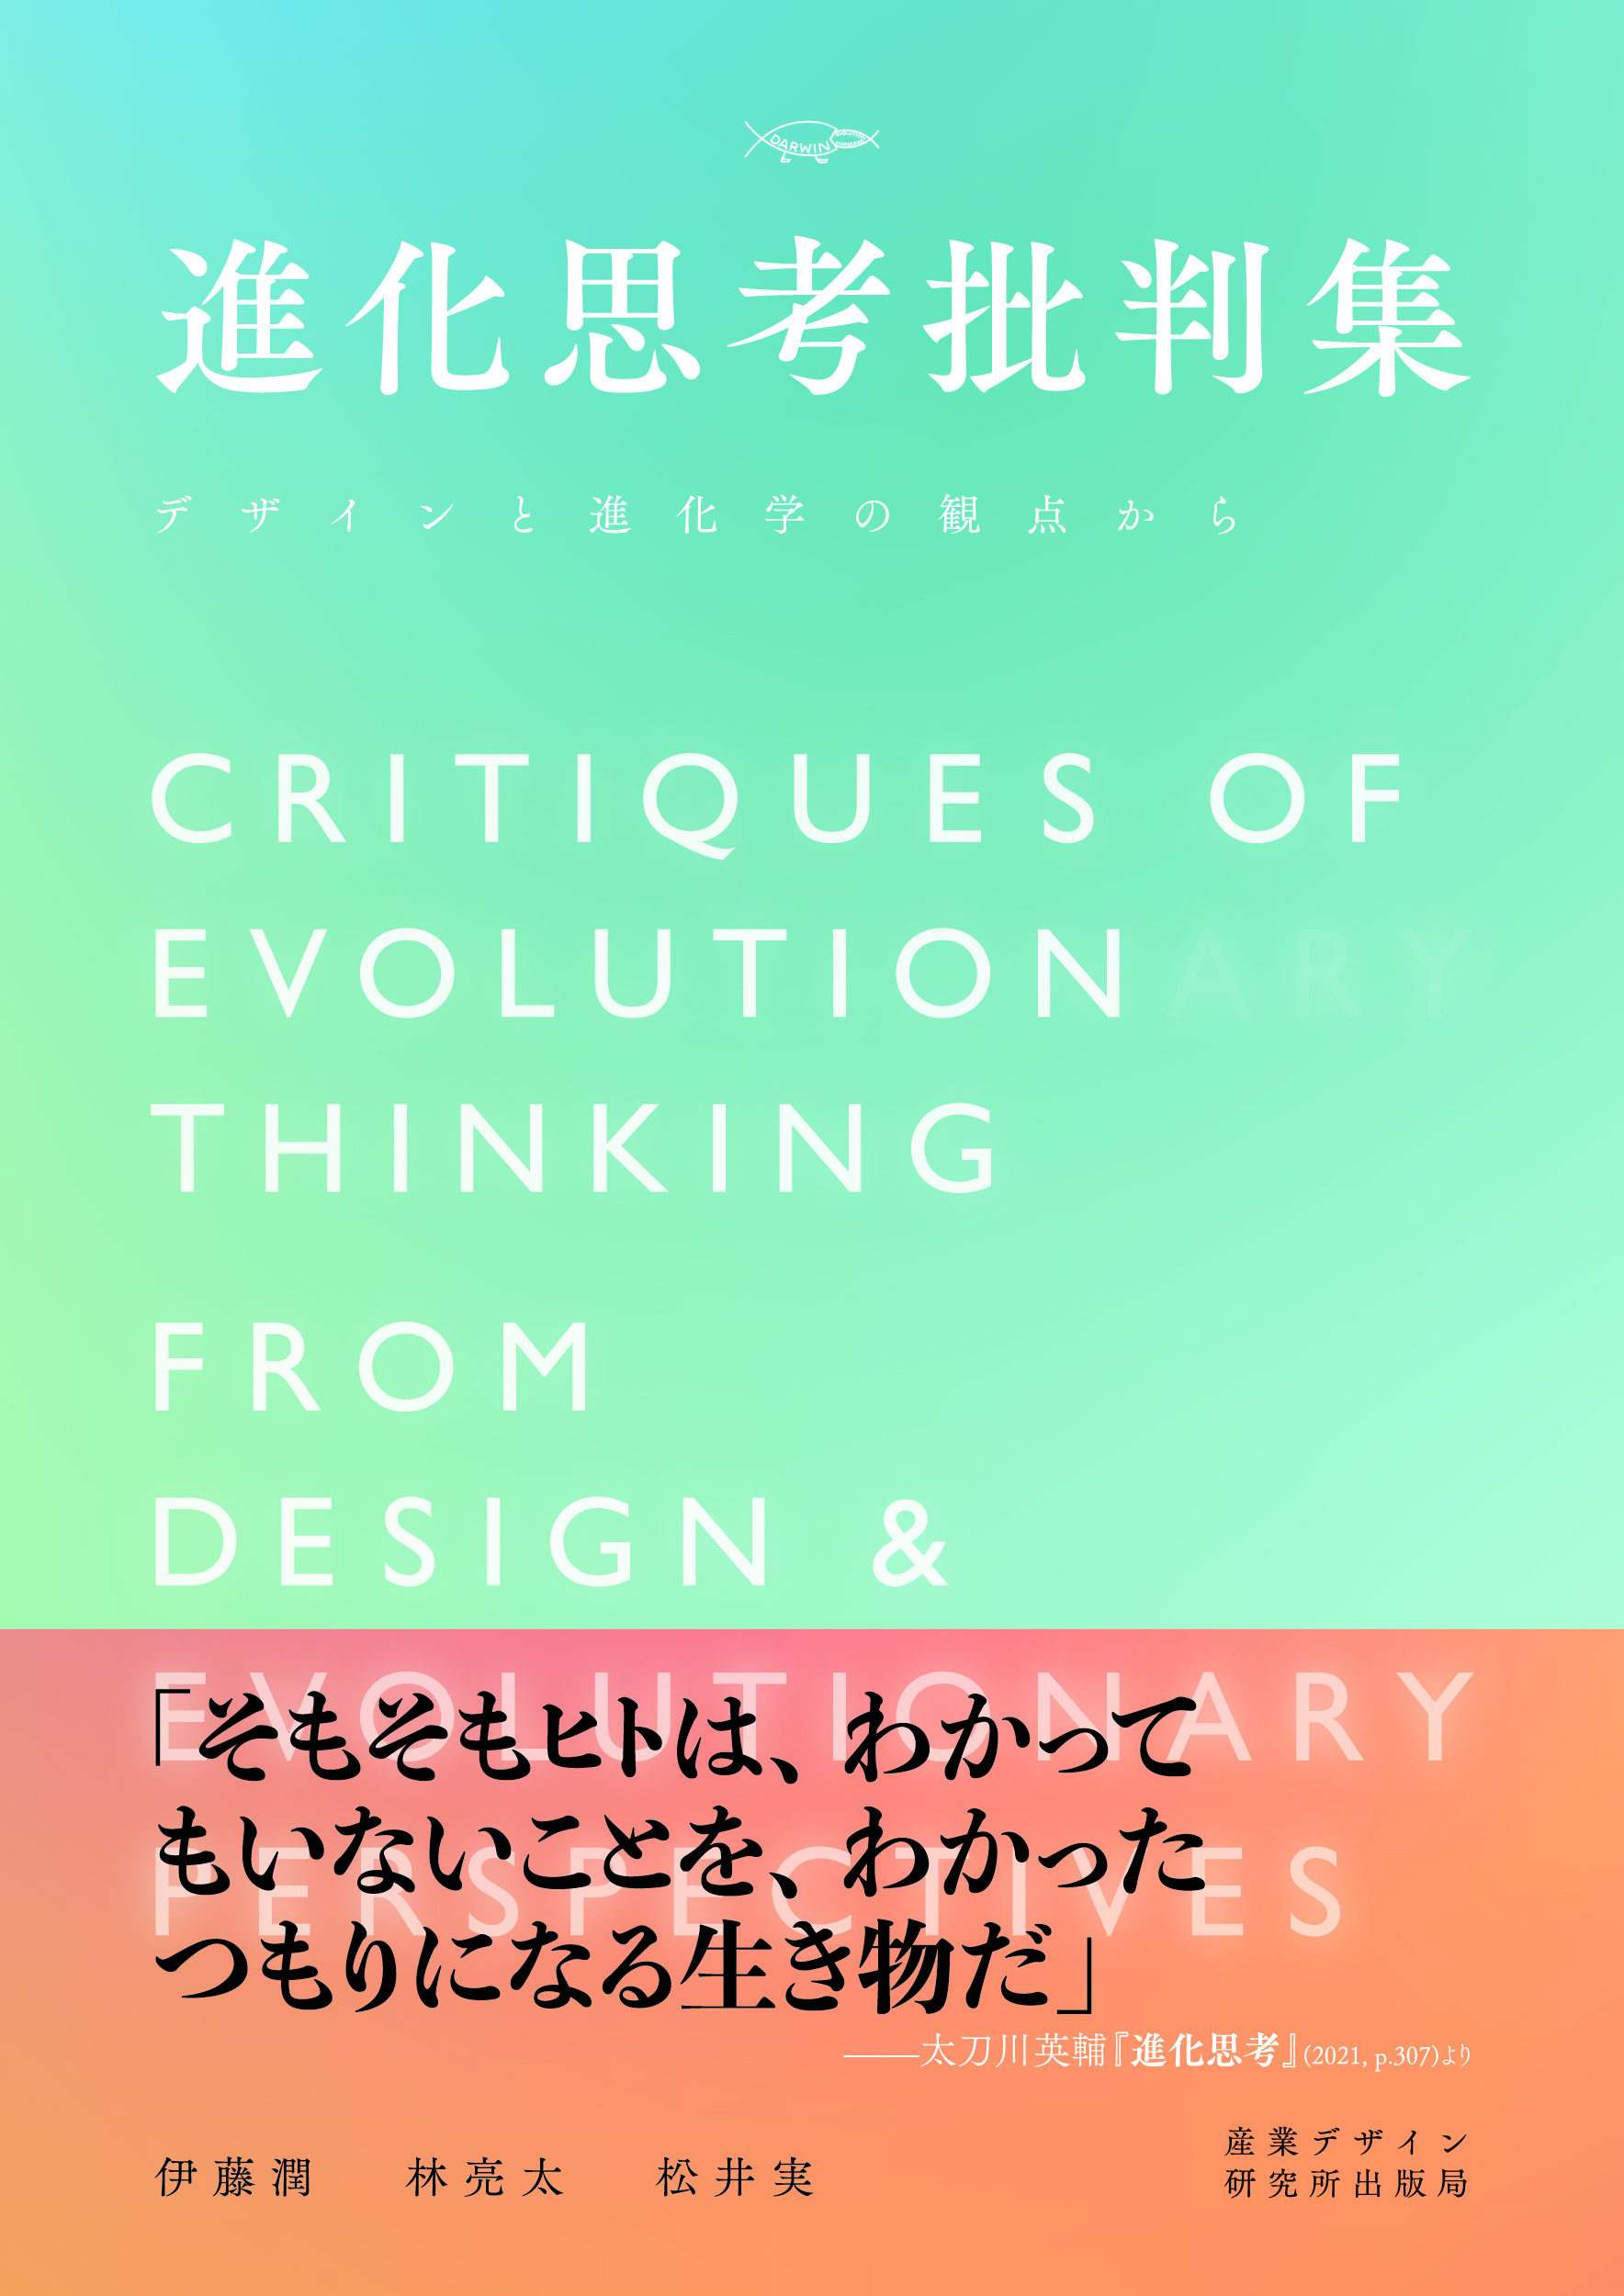 DARWIN
進化思考批判集
デザインと進化学の観点から
CRITIQUES OF
EVOLUTIONARY
THINKING
FROM
DESIGN &
EVOLUTIONARY
PERSPECTIVES
「そもそもヒトは、わかって
もいないことを、わかった
つもりになる生き物だ」
――太刀川英輔『進化思考』(2021, p.307)より
伊藤潤 林亮太 松井実
産業デザイン
研究所出版局